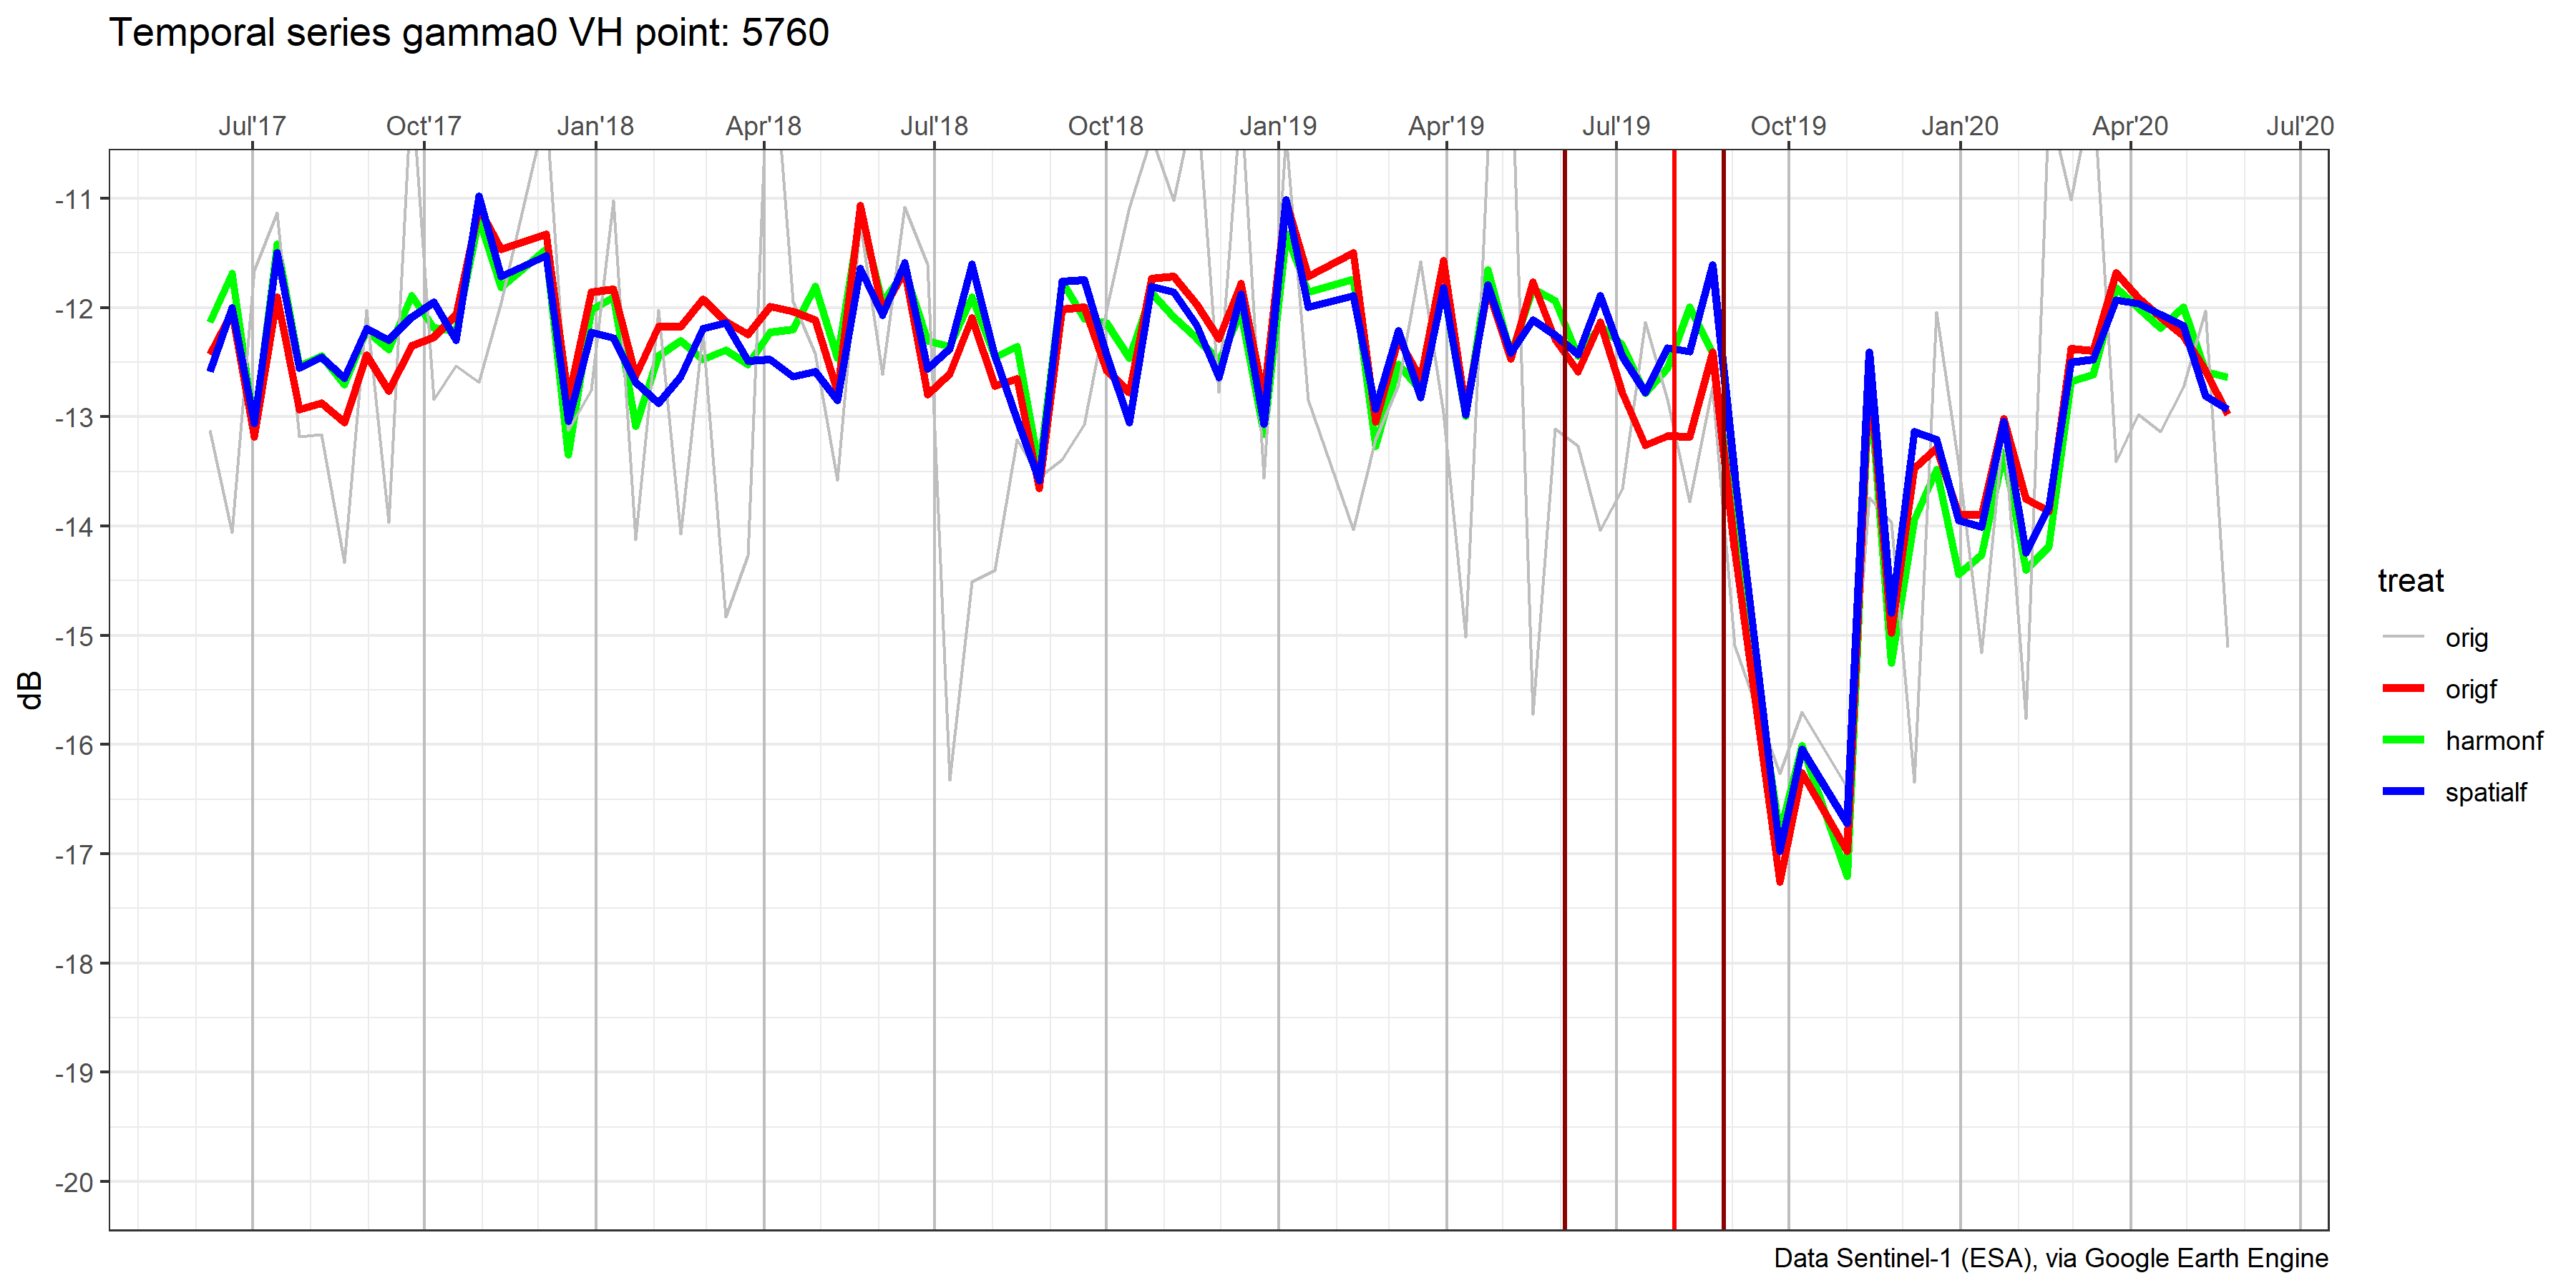 Temporal series gamma0 VH point: 5760
Jul'17 Oct'17 Jan'18 Apr'18 Jul'18 Oct'18 Jan'19 Apr'19 Jul'19 Oct'19 Jan'20 Apr'20 Jul'20
-11
-12
-13
-14
-15
-16
-17
-18
-19
-20
dB
treat
orig
origf
harmonf
spatialf
Data Sentinel-1 (ESA), via Google Earth Engine